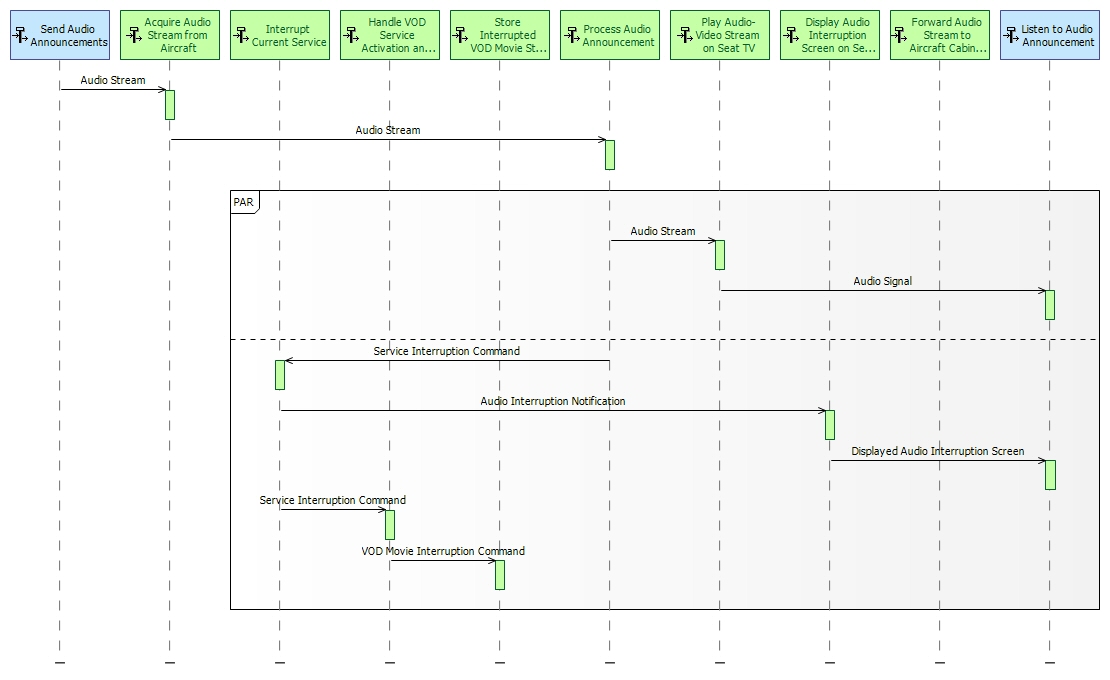 Send Audio
Announcements
Acquire Audio
Stream from
Aircraft
Interrupt
Current Service
Handle VOD
Service
Activation an...
Store
Interrupted
VOD Movie St...
Process Audio
Announcement
Play Audio-
Video Stream
on Seat TV
Display Audio
Interruption
Screen on Se...
Forward Audio
Stream to
Aircraft Cabin...
Listen to Audio
Announcement
Audio Stream
Audio Stream
PAR
Audio Stream
Audio Signal
Service Interruption Command
Audio Interruption Notification
Displayed Audio Interruption Screen
Service Interruption Command
VOD Movie Interruption Command